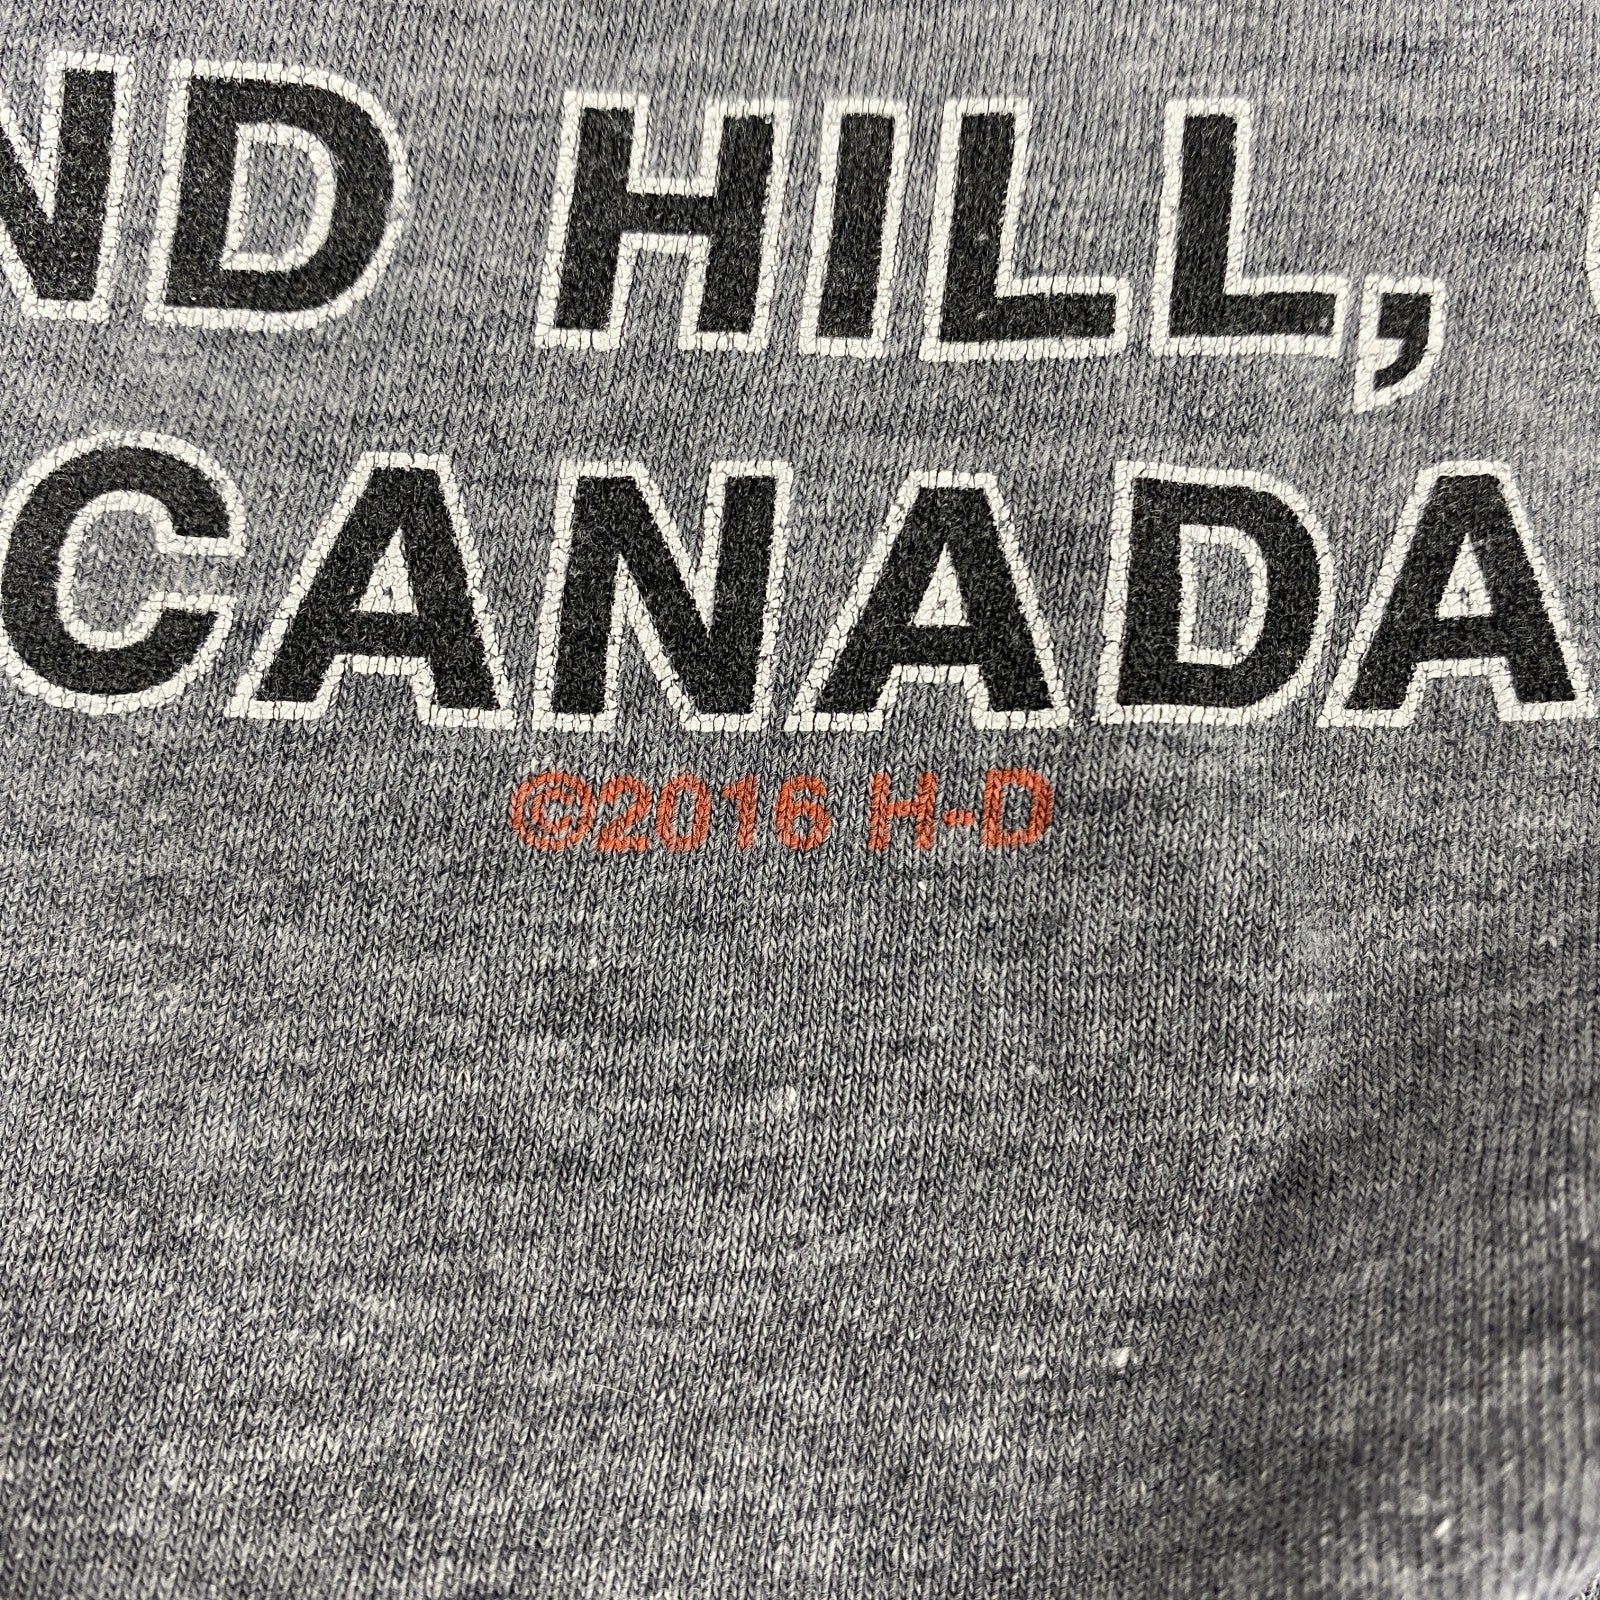 ND HILL,
CANADA
©2016 H-D